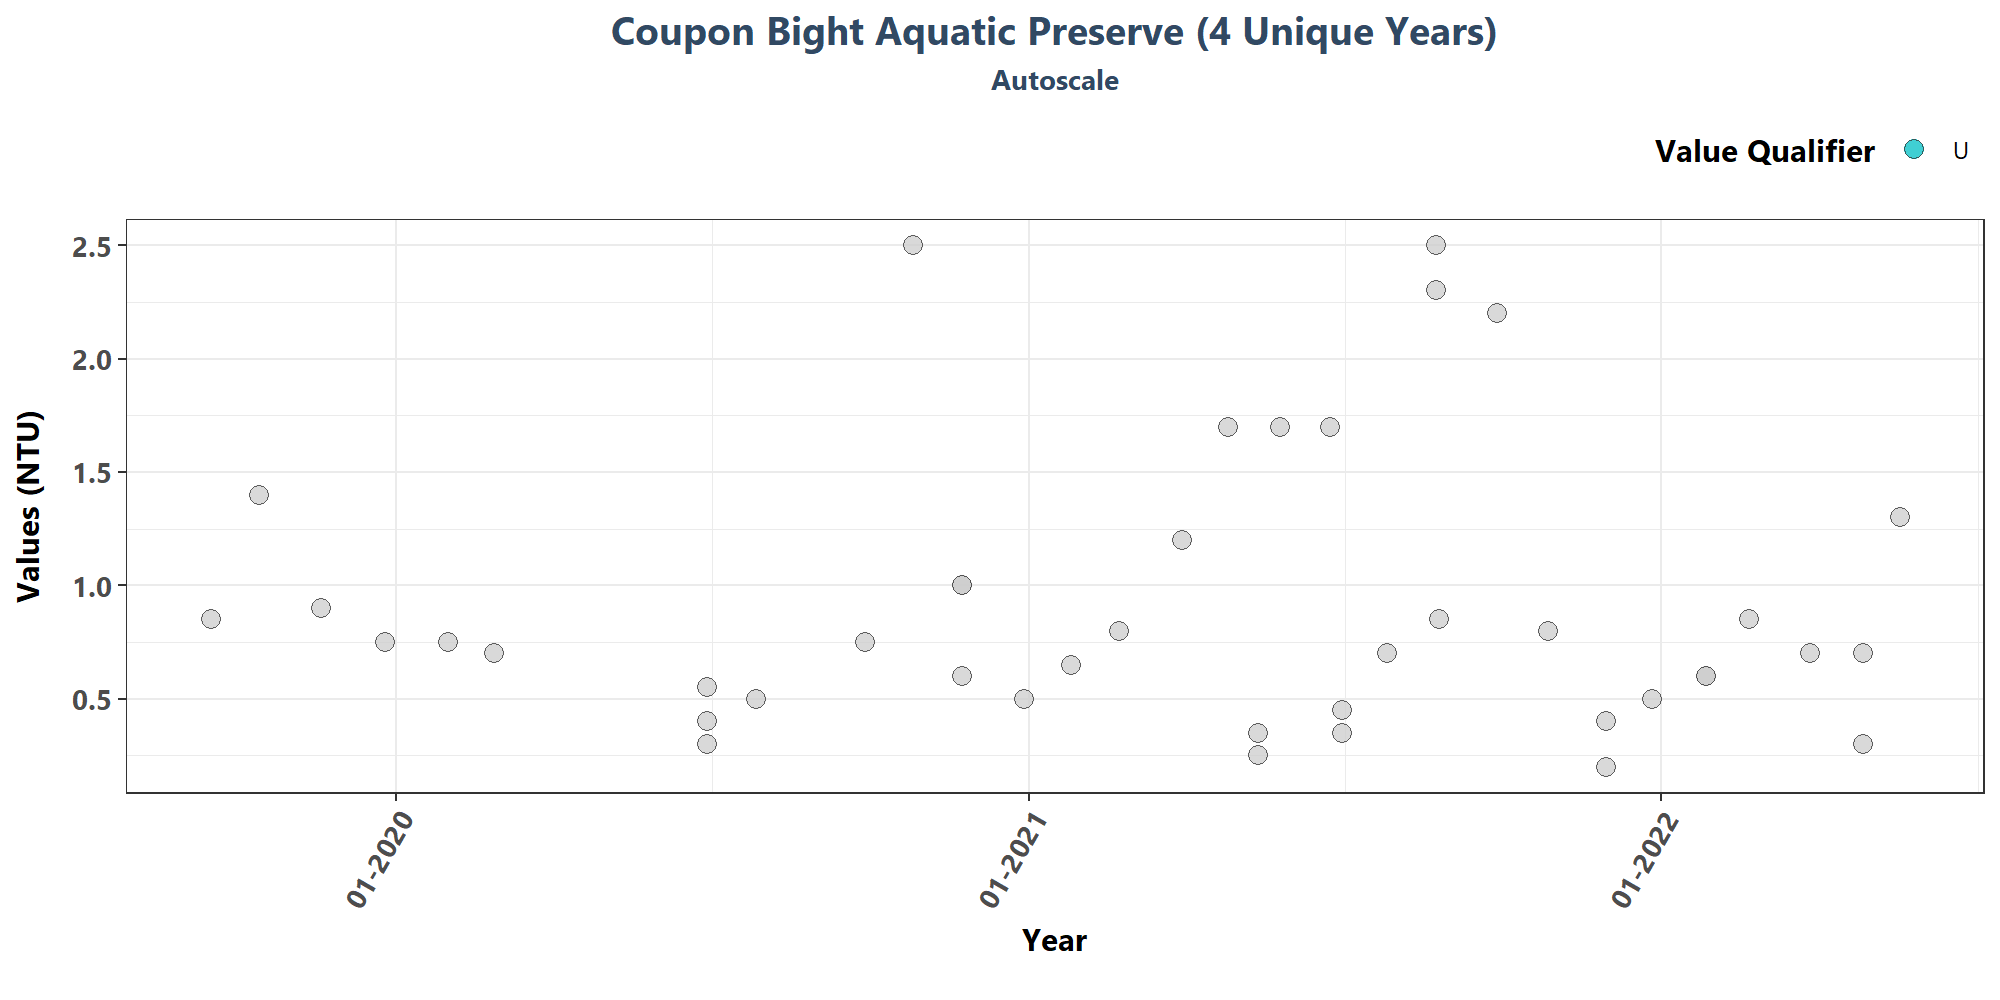 Coupon Bight Aquatic Preserve (4 Unique Years)
Autoscale
Value Qualifier U
2.5
2.0
1.5
1.0
0.5
Values (NTU)
01-2020
01-2021
01-2022
Year